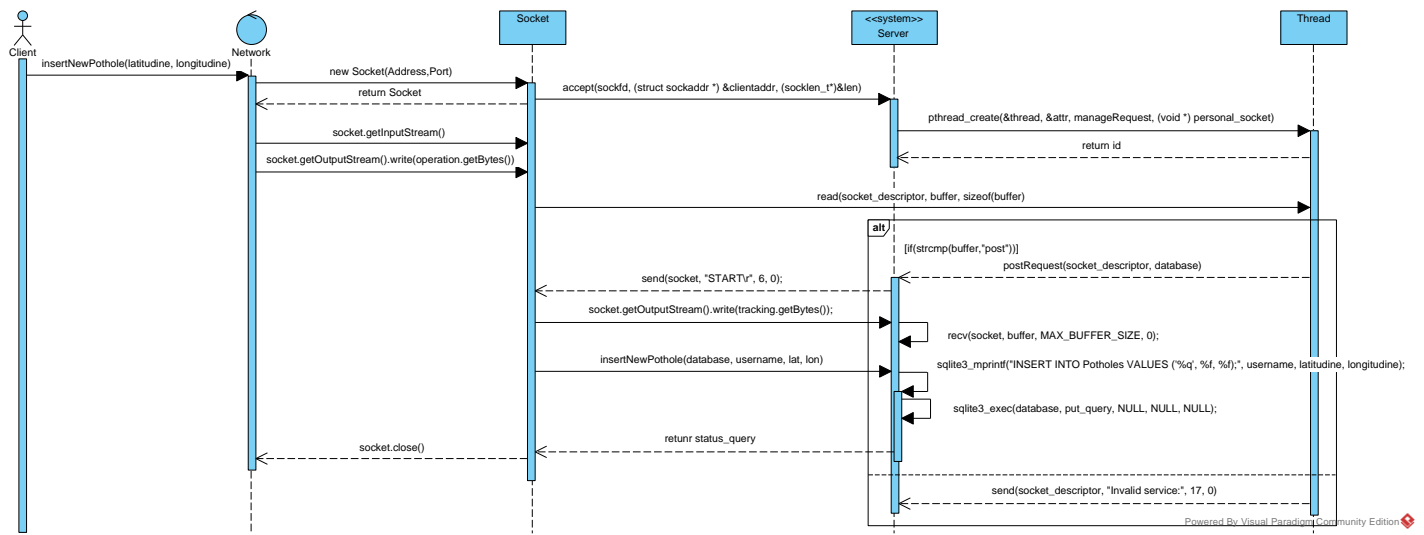 Socket
<<system>>
Server
Thread
Client
Network
insertNewPothole(latitudine, longitudine)
new Socket(Address,Port)
return Socket
accept(sockfd, (struct sockaddr *) &clientaddr, (socklen_t*)&len)
pthread_create(&thread, &attr, manageRequest, (void *) personal_socket)
socket.getInputStream()
return id
socket.getOutputStream().write(operation.getBytes())
read(socket_descriptor, buffer, sizeof(buffer)
alt
[if(strcmp(buffer,"post"))]
postRequest(socket_descriptor, database)
send(socket, "START\r", 6, 0);
socket.getOutputStream().write(tracking.getBytes());
recv(socket, buffer, MAX_BUFFER_SIZE, 0);
insertNewPothole(database, username, lat, lon)
sqlite3_mprintf("INSERT INTO Potholes VALUES ('%q', %f, %f);", username, latitudine, longitudine);
sqlite3_exec(database, put_query, NULL, NULL, NULL);
retunr status_query
socket.close()
send(socket_descriptor, "Invalid service:", 17, 0)
Powered By Visual Paradigm Community Edition